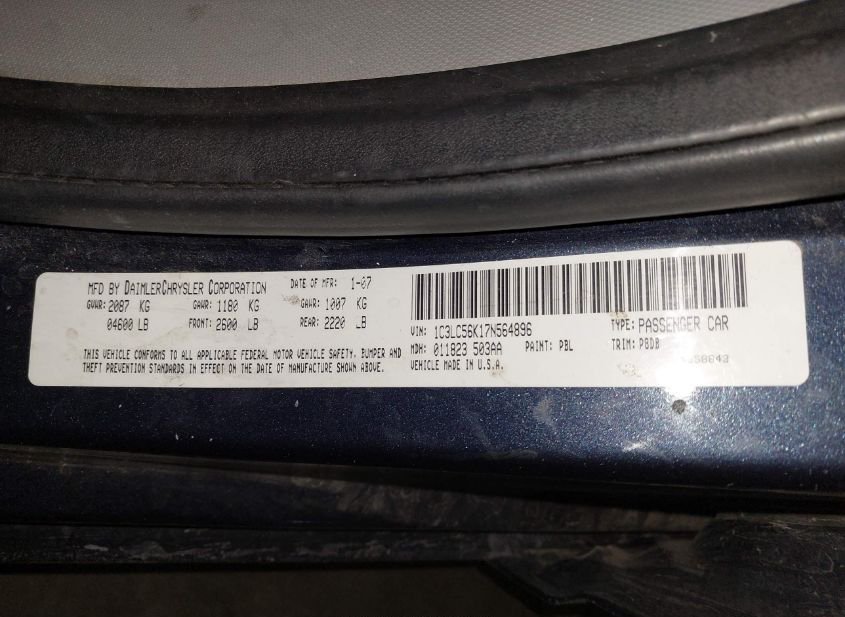 MFD BY DAIMLERCHRYSLER CORPORATION DATE OF MFR: 1-07
GVWR: 2087 KG GAWR: 1180 KG GAWR: 1007 KG
04600 LB FRONT: 2600 LB REAR: 2220 LB
THIS VEHICLE CONFORMS TO ALL APPLICABLE FEDERAL MOTOR VEHICLE SAFETY, BUMPER AND
THEFT PREVENTION STANDARDS IN EFFECT ON THE DATE OF MANUFACTURE SHOWN ABOVE.
VIN: 1C3LC56K17N564896 TYPE: PASSENGER CAR
MDH: 011823 503AA PAINT: PBL TRIM: P8DB
VEHICLE MADE IN U.S.A.